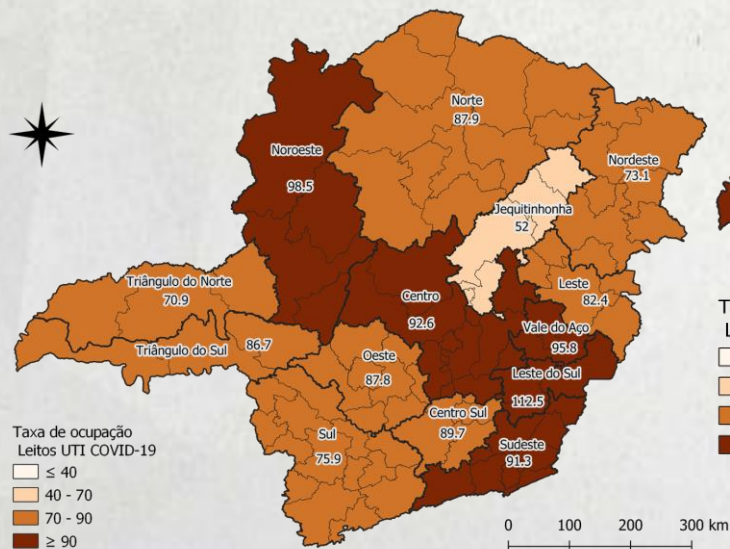 Norte
87.9
Noroeste
98.5
Nordeste
73.1
Jequitinhonha
52
Triângulo do Norte
70.9
Centro
92.6
Leste
82.4
Vale do Aço
95.8
Triângulo do Sul
86.7
Oeste
87.8
Leste do Sul
112.5
Centro Sul
89.7
Sudeste
91.3
Sul
75.9
Taxa de ocupação
Leitos UTI COVID-19
≤ 40
40 - 70
70 - 90
≥ 90
0 100 200 300 km
T
L